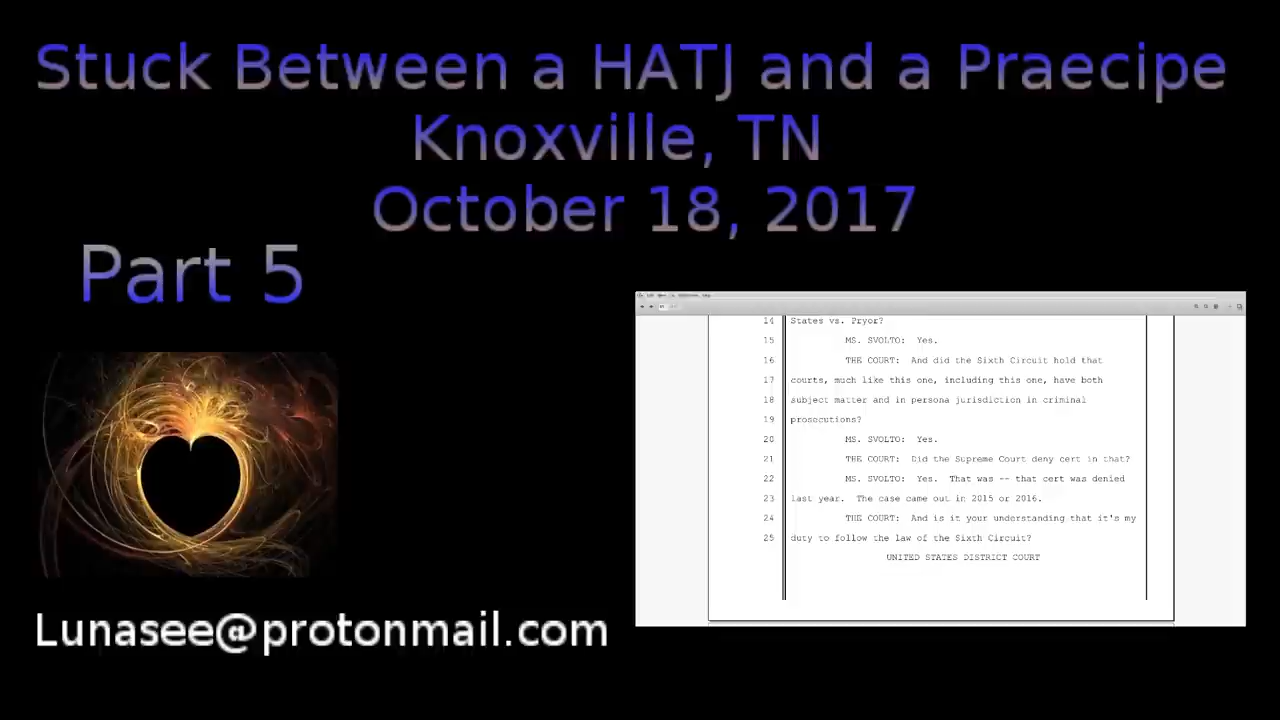 Stuck Between a HATJ and a Praecipe
Knoxville, TN
October 18, 2017
Part 5
14 States vs. Pryor?
15 MS. SVOLTO: Yes.
16 THE COURT: And did the Sixth Circuit hold that
17 courts, much like this one, including this one, have both
18 subject matter and in persona jurisdiction in criminal
19 prosecutions?
20 MS. SVOLTO: Yes.
21 THE COURT: Did the Supreme Court deny cert in that?
22 MS. SVOLTO: Yes. That was -- that cert was denied
23 last year. The case came out in 2015 or 2016.
24 THE COURT: And is it your understanding that it's my
25 duty to follow the law of the Sixth Circuit?
UNITED STATES DISTRICT COURT
Lunasee@protonmail.com